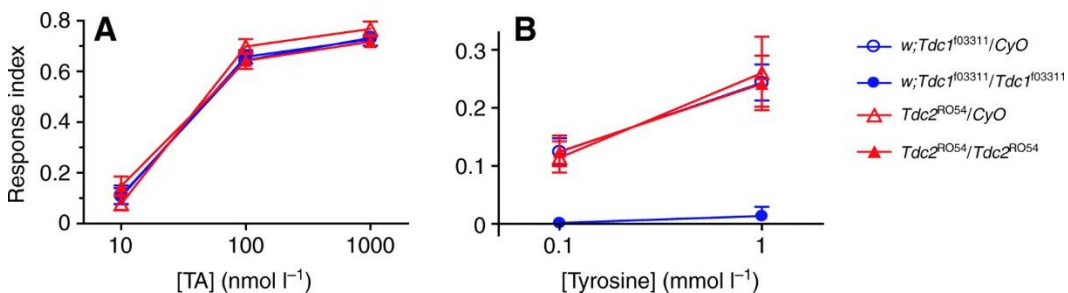 A
Response index
0.8
0.6
0.4
0.2
0
10
100
1000
[TA] (nmol l⁻¹)
B
0.3
0.2
0.1
0
0.1
1
[Tyrosine] (mmol l⁻¹)
w;Tdc1ᶠ⁰³³¹¹/CyO
w;Tdc1ᶠ⁰³³¹¹/Tdc1ᶠ⁰³³¹¹
Tdc2ᴿᴼ⁵⁴/CyO
Tdc2ᴿᴼ⁵⁴/Tdc2ᴿᴼ⁵⁴